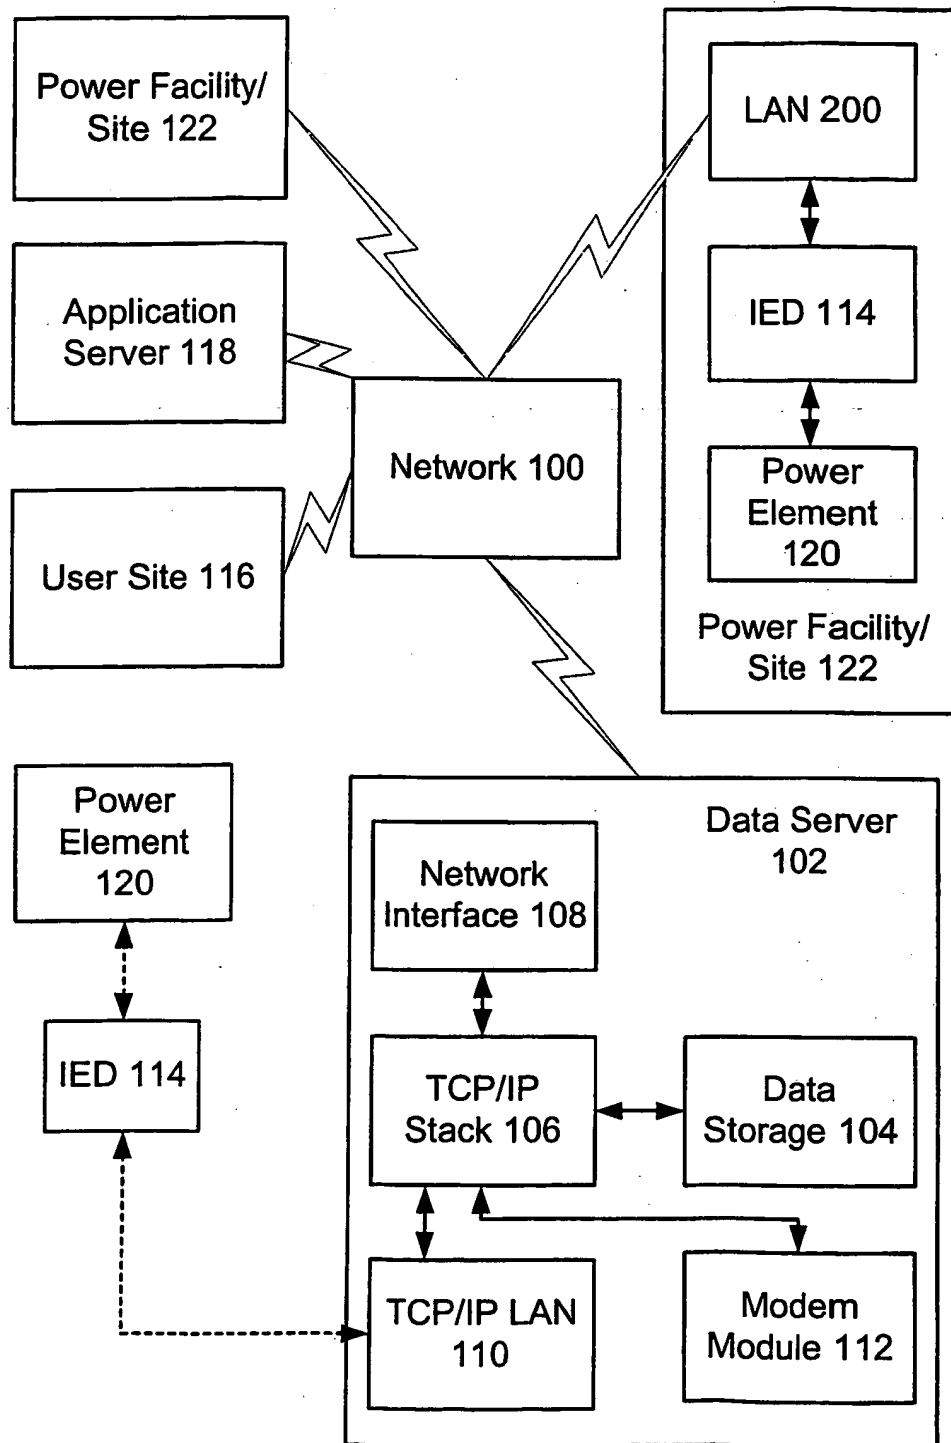 Power Facility/
Site 122
LAN 200
Application
Server 118
IED 114
Network 100
Power
Element
120
User Site 116
Power Facility/
Site 122
Power
Element
120
Data Server
102
Network
Interface 108
IED 114
TCP/IP
Stack 106
Data
Storage 104
TCP/IP LAN
110
Modem
Module 112